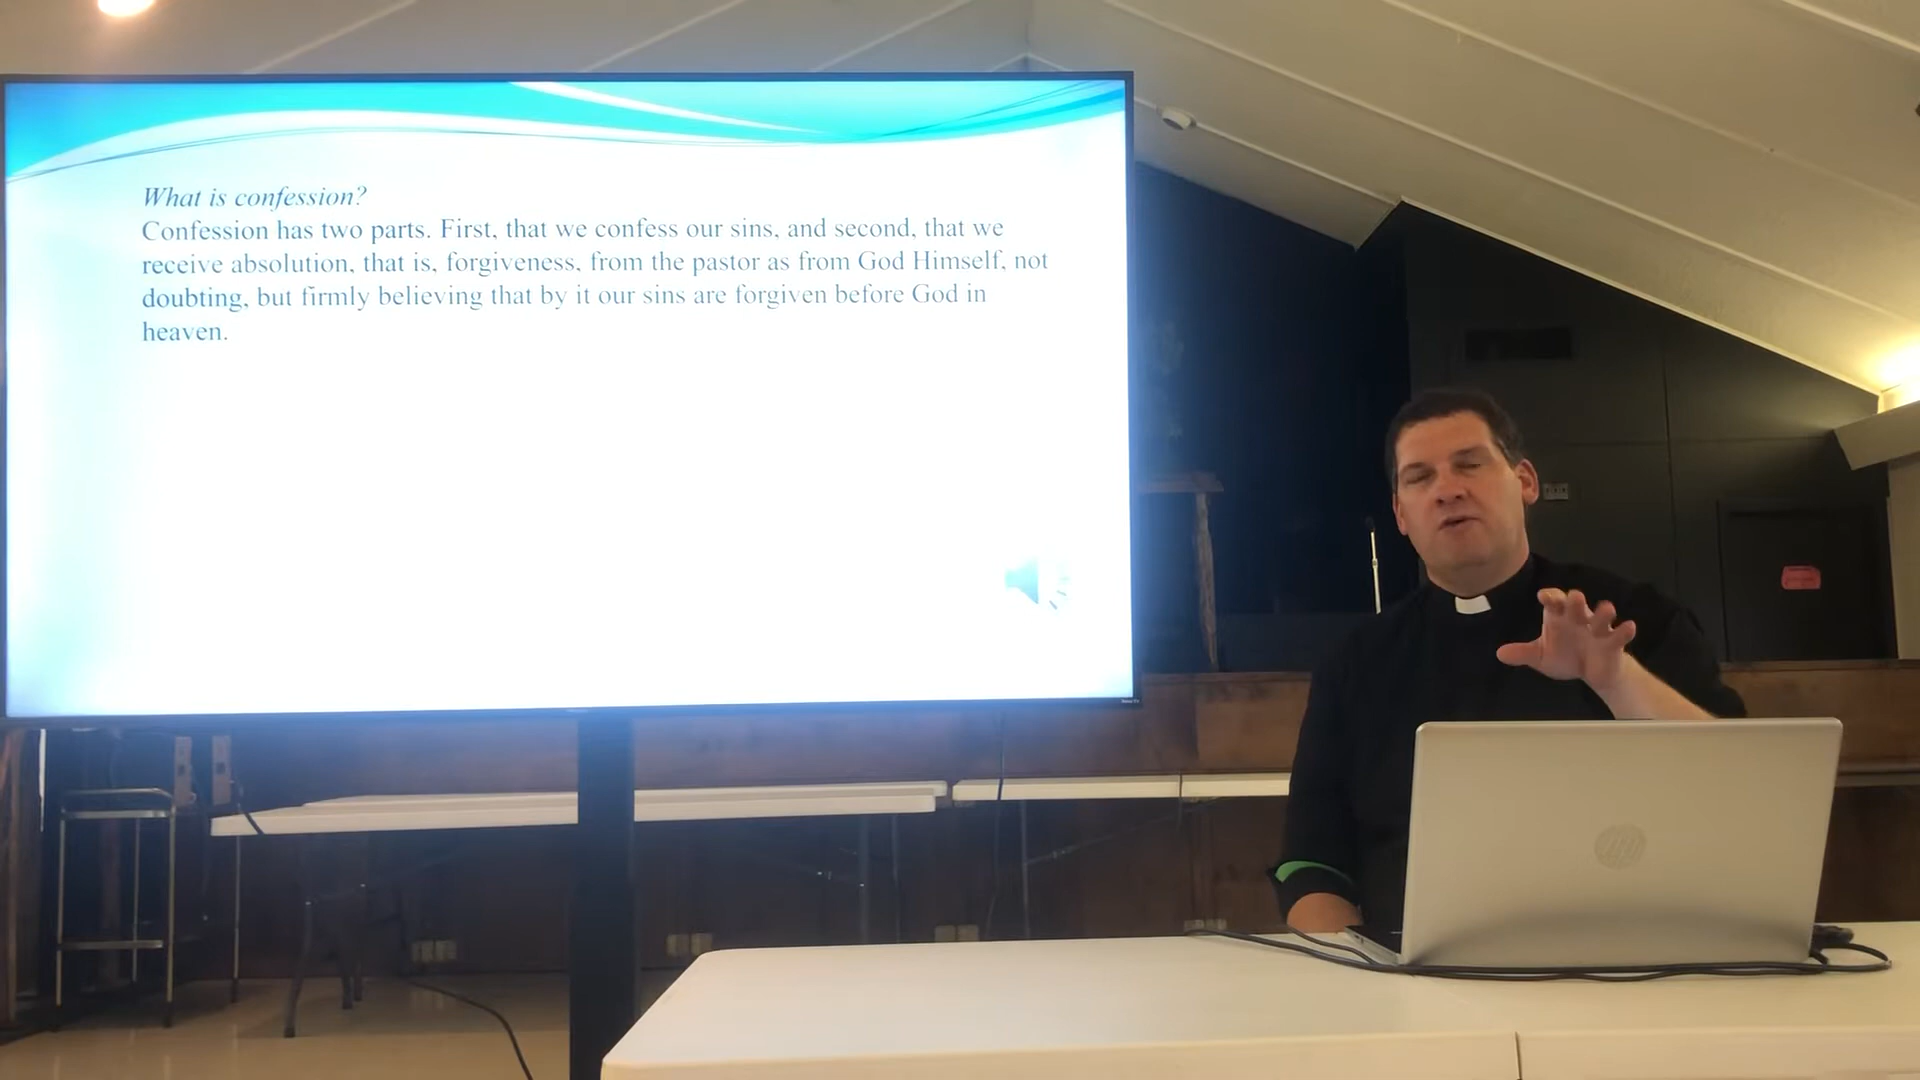 What is confession?
Confession has two parts. First, that we confess our sins, and second, that we
receive absolution, that is, forgiveness, from the pastor as from God Himself, not
doubting, but firmly believing that by it our sins are forgiven before God in
heaven.
hp